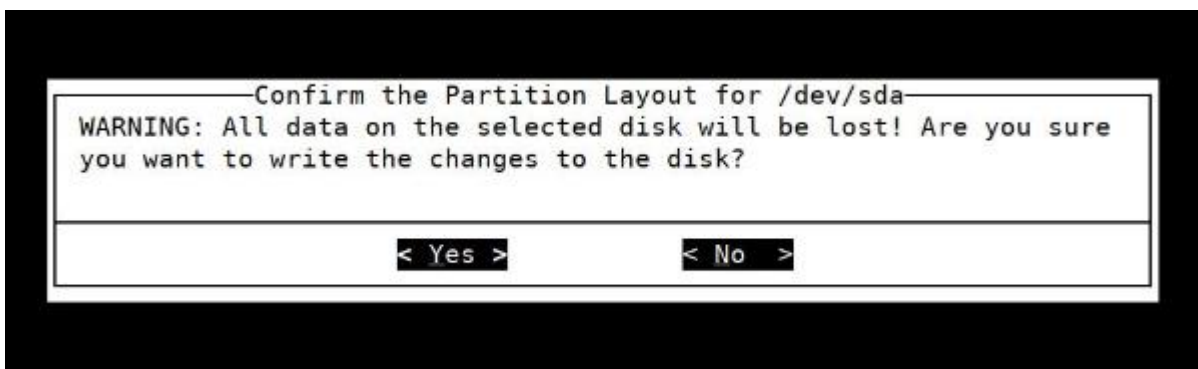 Confirm the Partition Layout for /dev/sda
WARNING: All data on the selected disk will be lost! Are you sure
you want to write the changes to the disk?
< Yes > < No >